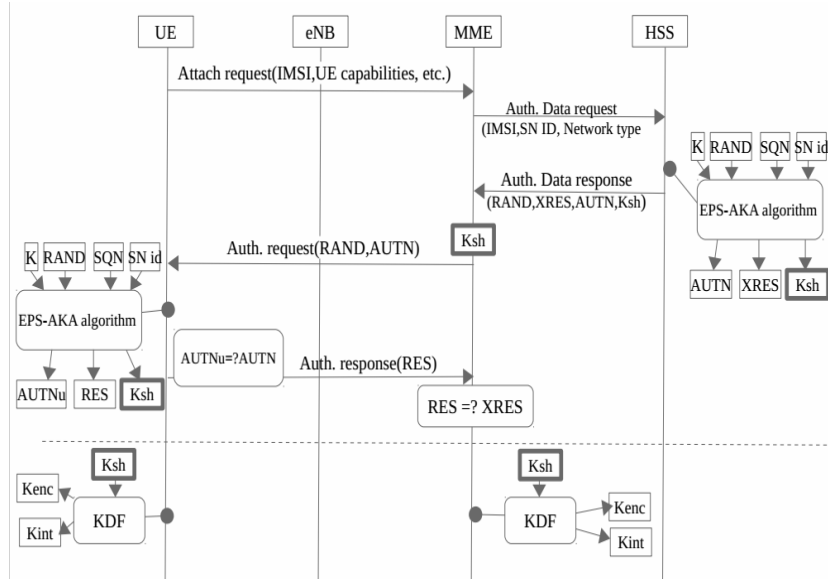 UE eNB MME HSS
Attach request(IMSI,UE capabilities, etc.)
Auth. Data request
(IMSI,SN ID, Network type
K RAND SQN SN id
Auth. Data response
(RAND,XRES,AUTN,Ksh)
EPS-AKA algorithm
Ksh
Auth. request(RAND,AUTN)
K RAND SQN SN id
AUTN XRES Ksh
EPS-AKA algorithm
AUTNu=?AUTN
Auth. response(RES)
AUTNu RES Ksh
RES =? XRES
Ksh Ksh
Kenc
KDF
Kint
KDF
Kenc
Kint